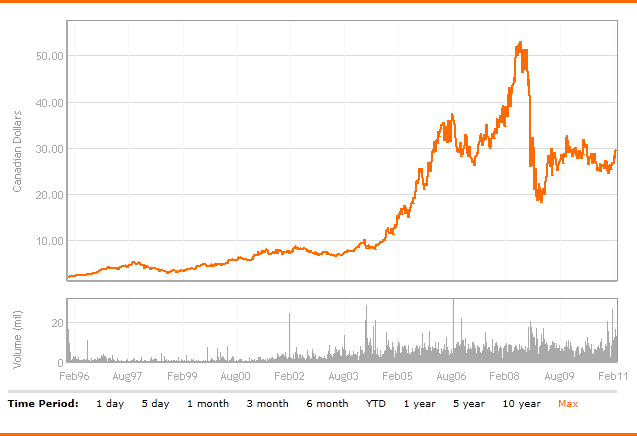 50.00
40.00
30.00
20.00
10.00
Canadian Dollars
20
0
Volume (mil)
Feb96 Aug97 Feb99 Aug00 Feb02 Aug03 Feb05 Aug06 Feb08 Aug09 Feb11
Time Period: 1 day 5 day 1 month 3 month 6 month YTD 1 year 5 year 10 year Max